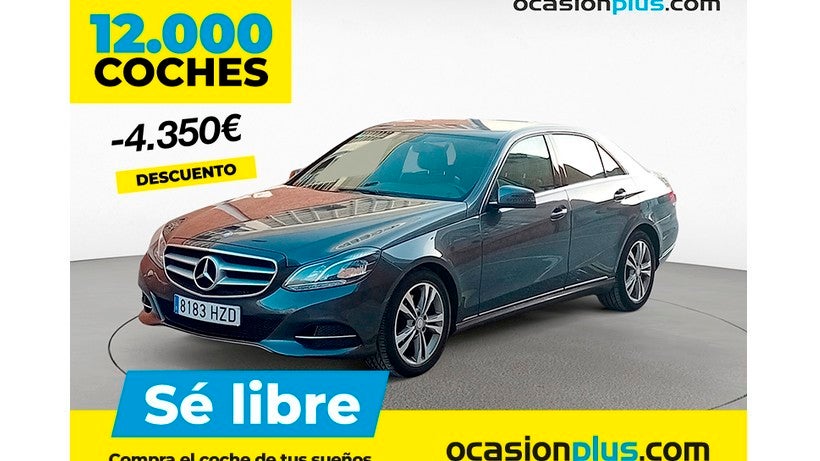 ocasionplus.com
12.000
COCHES
-4.350€
DESCUENTO
8183 HZD
Sé libre
Compra el coche de tus sueños
ocasionplus.com